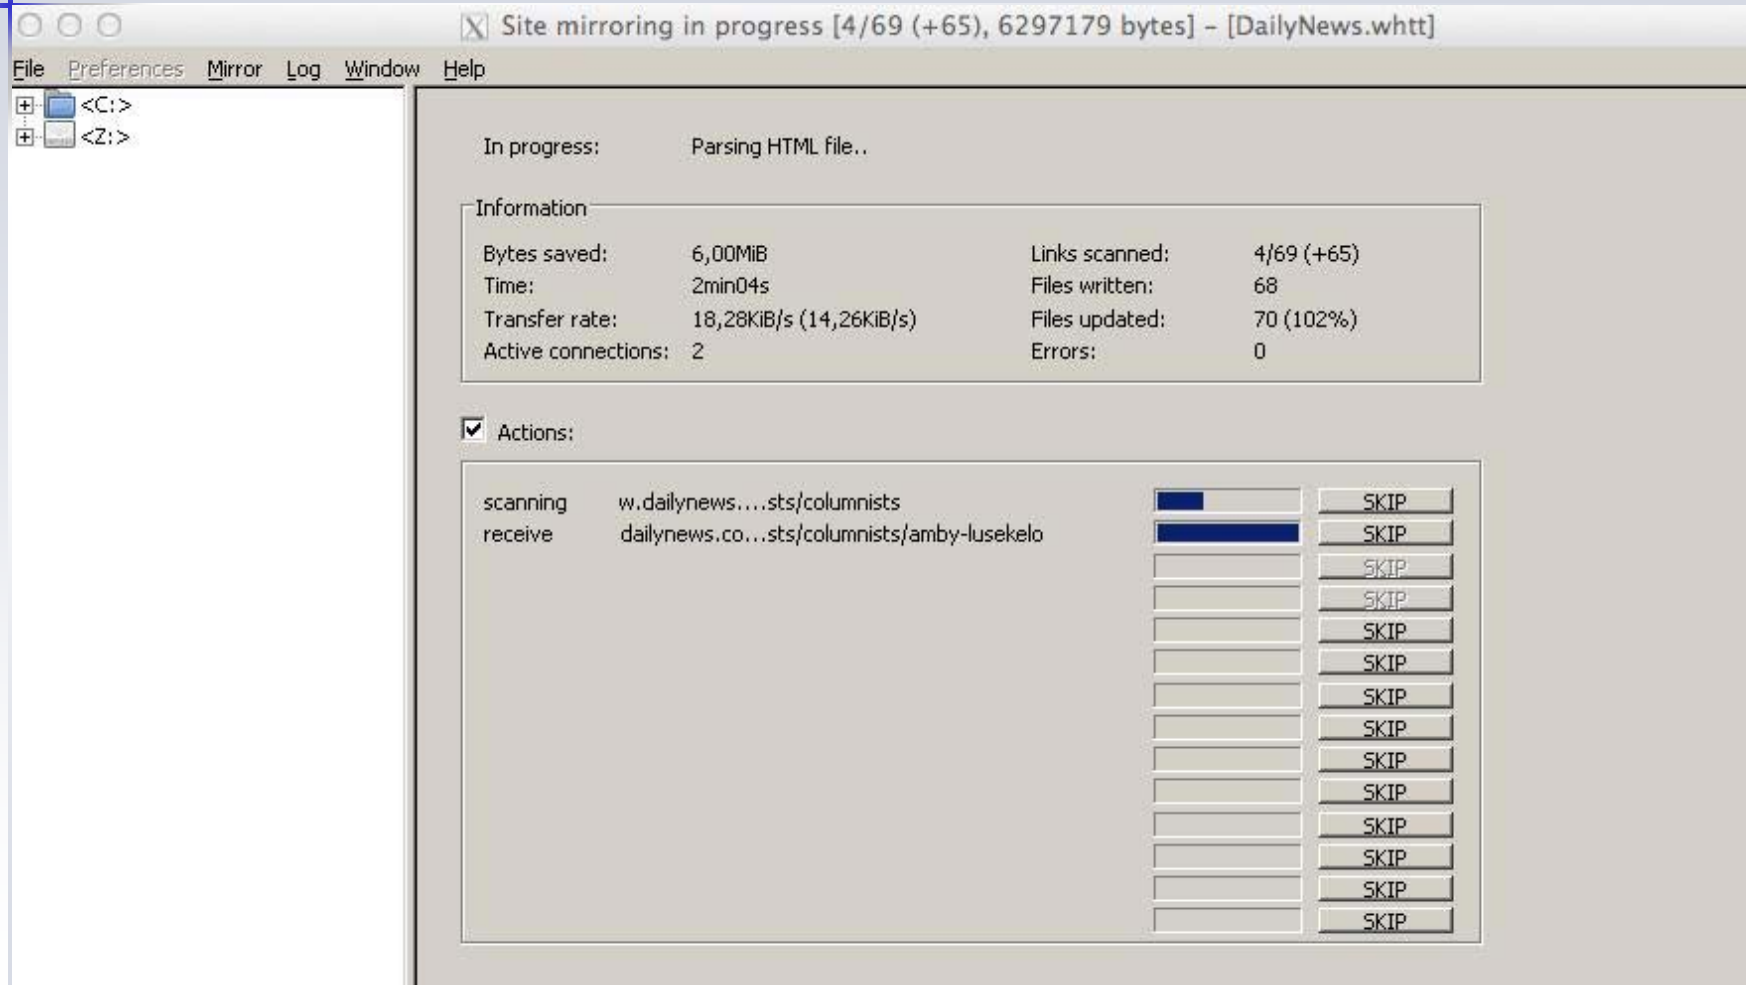 Site mirroring in progress [4/69 (+65), 6297179 bytes] – [DailyNews.whtt]
File Preferences Mirror Log Window Help
<C:>
<Z:>
In progress: Parsing HTML file..
Information
Bytes saved: 6,00MiB Links scanned: 4/69 (+65)
Time: 2min04s Files written: 68
Transfer rate: 18,28KiB/s (14,26KiB/s) Files updated: 70 (102%)
Active connections: 2 Errors: 0
Actions:
scanning w.dailynews....sts/columnists SKIP
receive dailynews.co...sts/columnists/amby-lusekelo SKIP
SKIP
SKIP
SKIP
SKIP
SKIP
SKIP
SKIP
SKIP
SKIP
SKIP
SKIP
SKIP